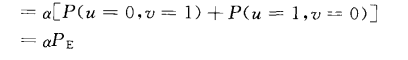 = α[P(u = 0, v = 1) + P(u = 1, v = 0)]
= αP_E